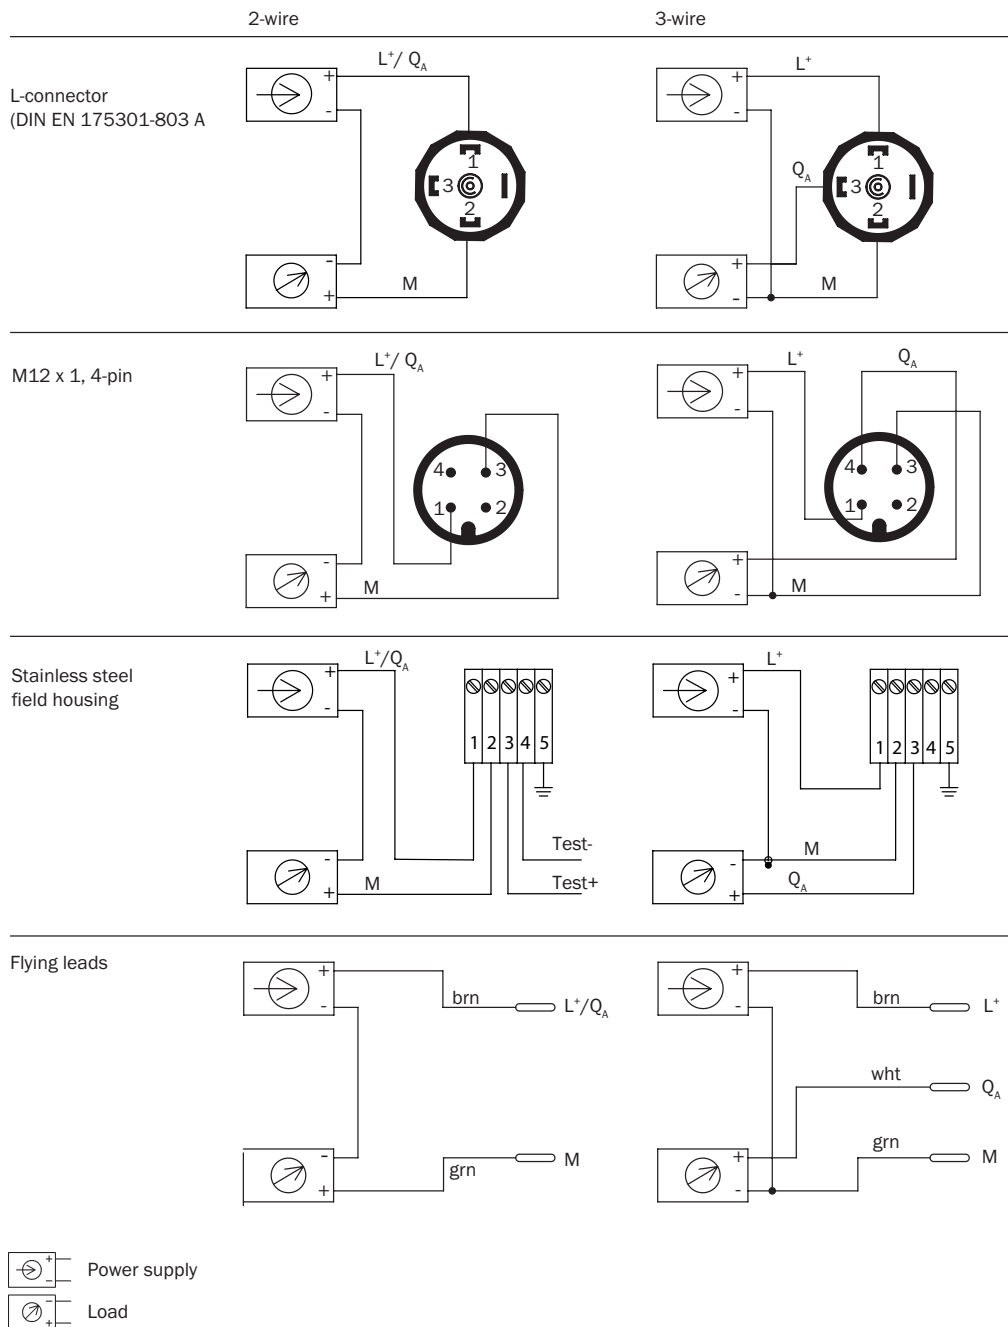 2-wire 3-wire
L-connector
(DIN EN 175301-803 A
+ L⁺/ Q_A
-
1
3
2
-
+ M
+ L⁺
-
Q_A
1
3
2
+
- M
M12 x 1, 4-pin
+ L⁺/ Q_A
-
4 3
1 2
-
+ M
+ L⁺ Q_A
-
4 3
1 2
+
- M
Stainless steel
field housing
+ L⁺/Q_A
-
1 2 3 4 5
- Test-
+ M Test+
+ L⁺
-
1 2 3 4 5
- M
+ Q_A
Flying leads
+ brn L⁺/Q_A
-
- M
+ grn
+ brn L⁺
-
wht Q_A
+ grn M
-
+ Power supply
-
- Load
+